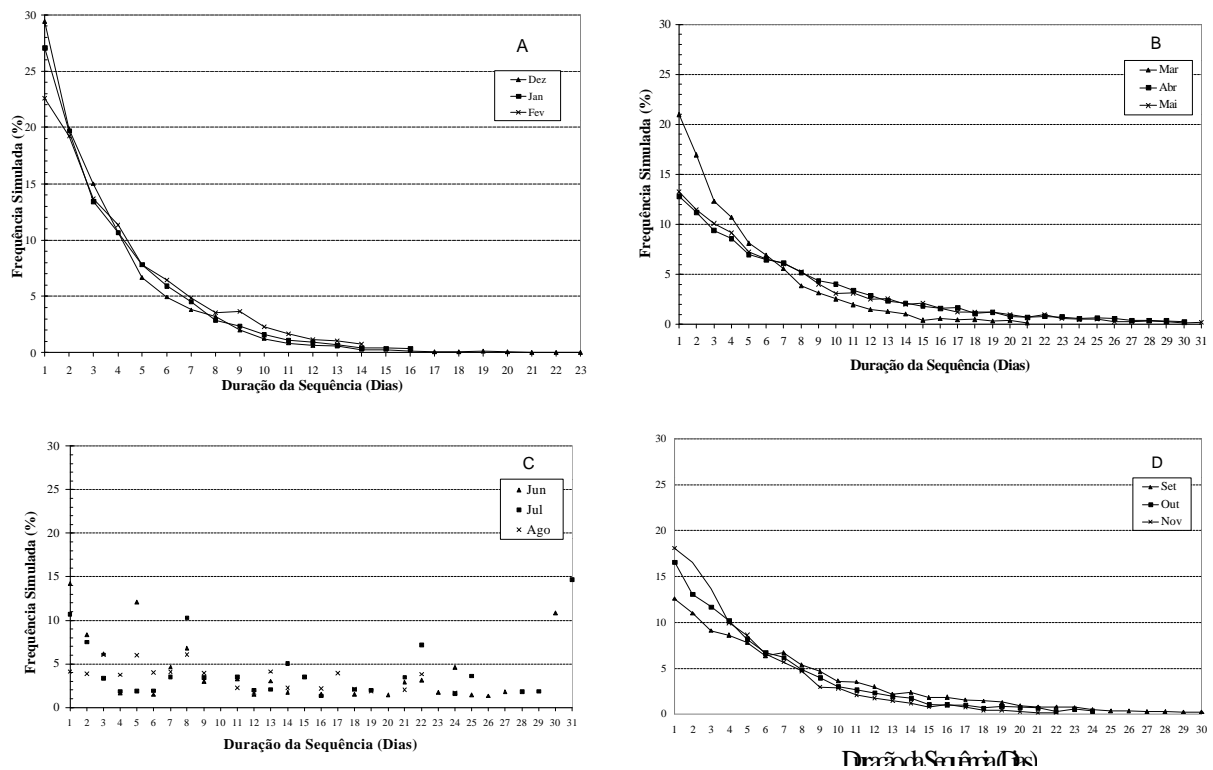 A
30
25
20
15
10
5
0
Frequência Simulada (%)
Dez
Jan
Fev
1 2 3 4 5 6 7 8 9 10 11 12 13 14 15 16 17 18 19 20 21 22 23
Duração da Sequência (Dias)
B
30
25
20
15
10
5
0
Frequência Simulada (%)
Mar
Abr
Mai
1 2 3 4 5 6 7 8 9 10 11 12 13 14 15 16 17 18 19 20 21 22 23 24 25 26 27 28 29 30 31
Duração da Sequência (Dias)
C
30
25
20
15
10
5
0
Frequência Simulada (%)
Jun
Jul
Ago
1 2 3 4 5 6 7 8 9 10 11 12 13 14 15 16 17 18 19 20 21 22 23 24 25 26 27 28 29 30 31
Duração da Sequência (Dias)
D
30
25
20
15
10
5
0
Set
Out
Nov
1 2 3 4 5 6 7 8 9 10 11 12 13 14 15 16 17 18 19 20 21 22 23 24 25 26 27 28 29 30
Duração da Sequência (Dias)